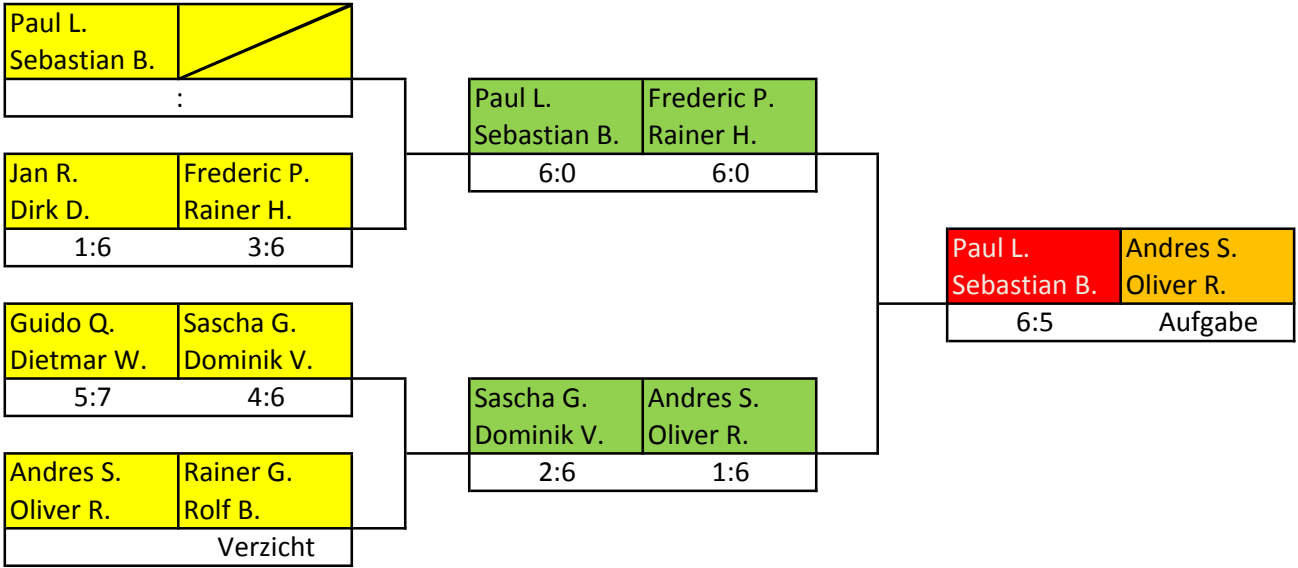 Paul L.
Sebastian B.
:
Jan R. Frederic P.
Dirk D. Rainer H.
1:6 3:6
Guido Q. Sascha G.
Dietmar W. Dominik V.
5:7 4:6
Andres S. Rainer G.
Oliver R. Rolf B.
Verzicht
Paul L. Frederic P.
Sebastian B. Rainer H.
6:0 6:0
Sascha G. Andres S.
Dominik V. Oliver R.
2:6 1:6
Paul L. Andres S.
Sebastian B. Oliver R.
6:5 Aufgabe